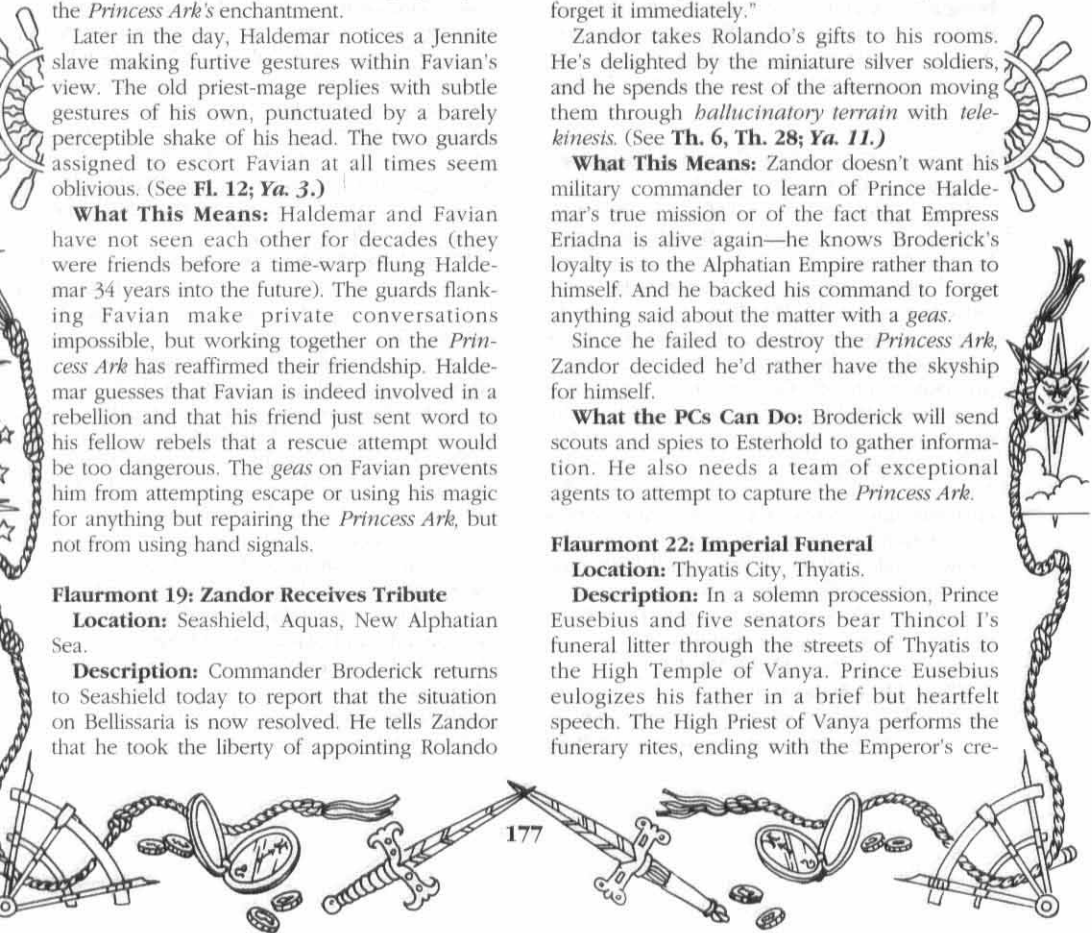 the Princess Ark's enchantment.
Later in the day, Haldemar notices a Jennite
slave making furtive gestures within Favian's
view. The old priest-mage replies with subtle
gestures of his own, punctuated by a barely
perceptible shake of his head. The two guards
assigned to escort Favian at all times seem
oblivious. (See Fl. 12; Ya. 3.)
What This Means: Haldemar and Favian
have not seen each other for decades (they
were friends before a time-warp flung Halde-
mar 34 years into the future). The guards flank-
ing Favian make private conversations
impossible, but working together on the Prin-
cess Ark has reaffirmed their friendship. Halde-
mar guesses that Favian is indeed involved in a
rebellion and that his friend just sent word to
his fellow rebels that a rescue attempt would
be too dangerous. The geas on Favian prevents
him from attempting escape or using his magic
for anything but repairing the Princess Ark, but
not from using hand signals.
Flaurmont 19: Zandor Receives Tribute
Location: Seashield, Aquas, New Alphatian
Sea.
Description: Commander Broderick returns
to Seashield today to report that the situation
on Bellissaria is now resolved. He tells Zandor
that he took the liberty of appointing Rolando
forget it immediately."
Zandor takes Rolando's gifts to his rooms.
He's delighted by the miniature silver soldiers,
and he spends the rest of the afternoon moving
them through hallucinatory terrain with tele-
kinesis. (See Th. 6, Th. 28; Ya. 11.)
What This Means: Zandor doesn't want his
military commander to learn of Prince Halde-
mar's true mission or of the fact that Empress
Eriadna is alive again—he knows Broderick's
loyalty is to the Alphatian Empire rather than to
himself. And he backed his command to forget
anything said about the matter with a geas.
Since he failed to destroy the Princess Ark,
Zandor decided he'd rather have the skyship
for himself.
What the PCs Can Do: Broderick will send
scouts and spies to Esterhold to gather informa-
tion. He also needs a team of exceptional
agents to attempt to capture the Princess Ark.
Flaurmont 22: Imperial Funeral
Location: Thyatis City, Thyatis.
Description: In a solemn procession, Prince
Eusebius and five senators bear Thincol I's
funeral litter through the streets of Thyatis to
the High Temple of Vanya. Prince Eusebius
eulogizes his father in a brief but heartfelt
speech. The High Priest of Vanya performs the
funerary rites, ending with the Emperor's cre-
177